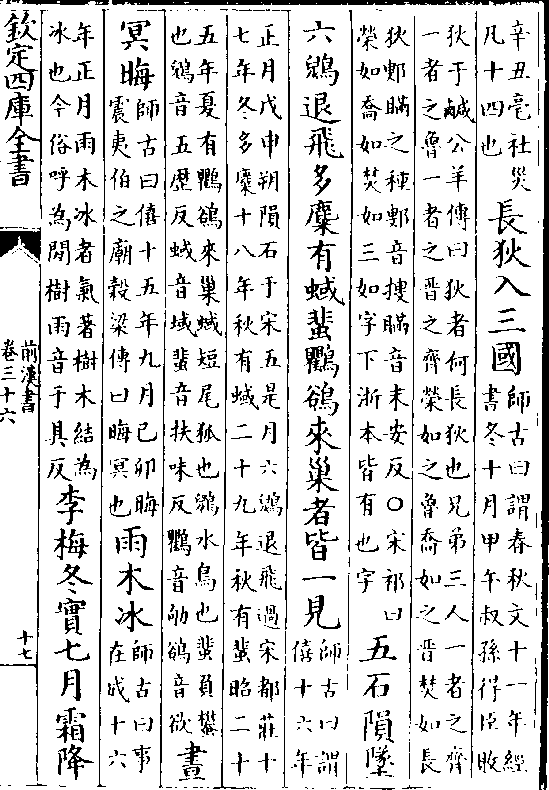 辛丑亳社災
凡十四也
長狄入三國
師古曰謂春秋文十一年經
書冬十月甲午叔孫得臣敗
狄于鹹公羊傳曰狄者何長狄也兄弟三人一者之齊
一者之魯一者之晉之齊榮如之魯喬如之晉焚如長
狄鄋瞞之種鄋音搜瞞音末安反○宋祁曰
榮如喬如焚如三如字下浙本皆有也字
五石隕墜
六鶂退飛多麋有蜮蜚鸜鵒來巢者皆一見
師古曰謂
僖十六年
正月戊申朔隕石于宋五是月六鶂退飛過宋都莊十
七年冬多麋十八年秋有蜮二十九年秋有蜚昭二十
五年夏有鸜鵒來巢蜮短尾狐也鶂水鳥也蜚負蠜
也鶂音五歷反蜮音域蜚音扶味反鸜音劬鵒音欲
晝
冥晦
師古曰僖十五年九月己卯晦
震夷伯之廟穀梁傳曰晦冥也
雨木冰
師古曰事
在成十六
年正月雨木冰者氣著樹木結為
冰也今俗呼為閒樹雨音于具反
李梅冬實七月霜降
欽定四庫全書
前漢書
卷三十六
十七